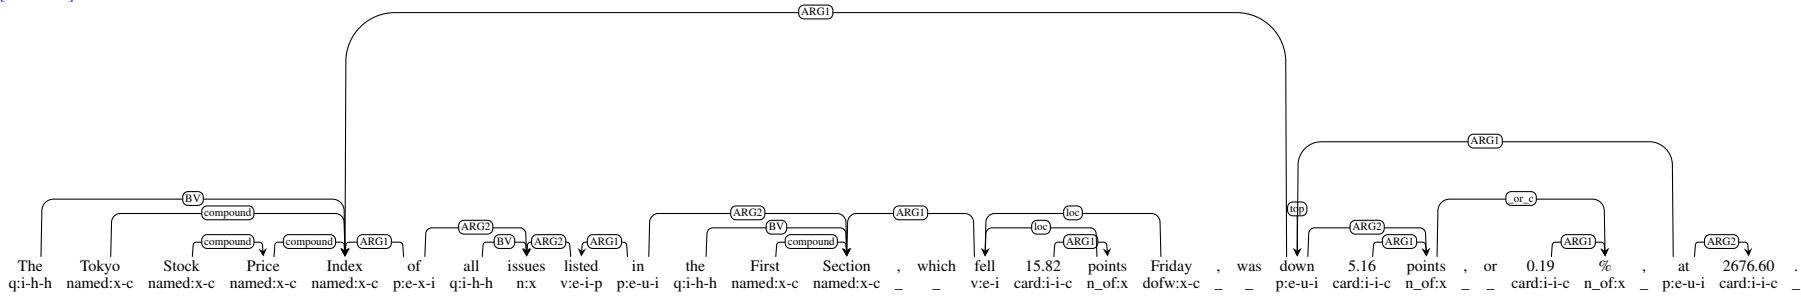 ARG1
ARG1
BV _or_c
compound ARG2 ARG1 loc top
ARG2 BV loc ARG2
compound compound ARG1 BV ARG2 ARG1 compound ARG1 ARG1 ARG1 ARG2
The Tokyo Stock Price Index of all issues listed in the First Section , which fell 15.82 points Friday , was down 5.16 points , or 0.19 % , at 2676.60 .
q:i-h-h named:x-c named:x-c named:x-c named:x-c p:e-x-i q:i-h-h n:x v:e-i-p p:e-u-i q:i-h-h named:x-c named:x-c _ _ v:e-i card:i-i-c n_of:x dofw:x-c _ _ p:e-u-i card:i-i-c n_of:x _ _ card:i-i-c n_of:x _ p:e-u-i card:i-i-c _